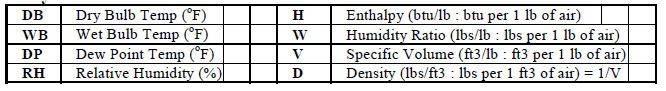 DB Dry Bulb Temp (°F) H Enthalpy (btu/lb : btu per 1 lb of air)
WB Wet Bulb Temp (°F) W Humidity Ratio (lbs/lb : lbs per 1 lb of air)
DP Dew Point Temp (°F) V Specific Volume (ft3/lb : ft3 per 1 lb of air)
RH Relative Humidity (%) D Density (lbs/ft3 : lbs per 1 ft3 of air) = 1/V